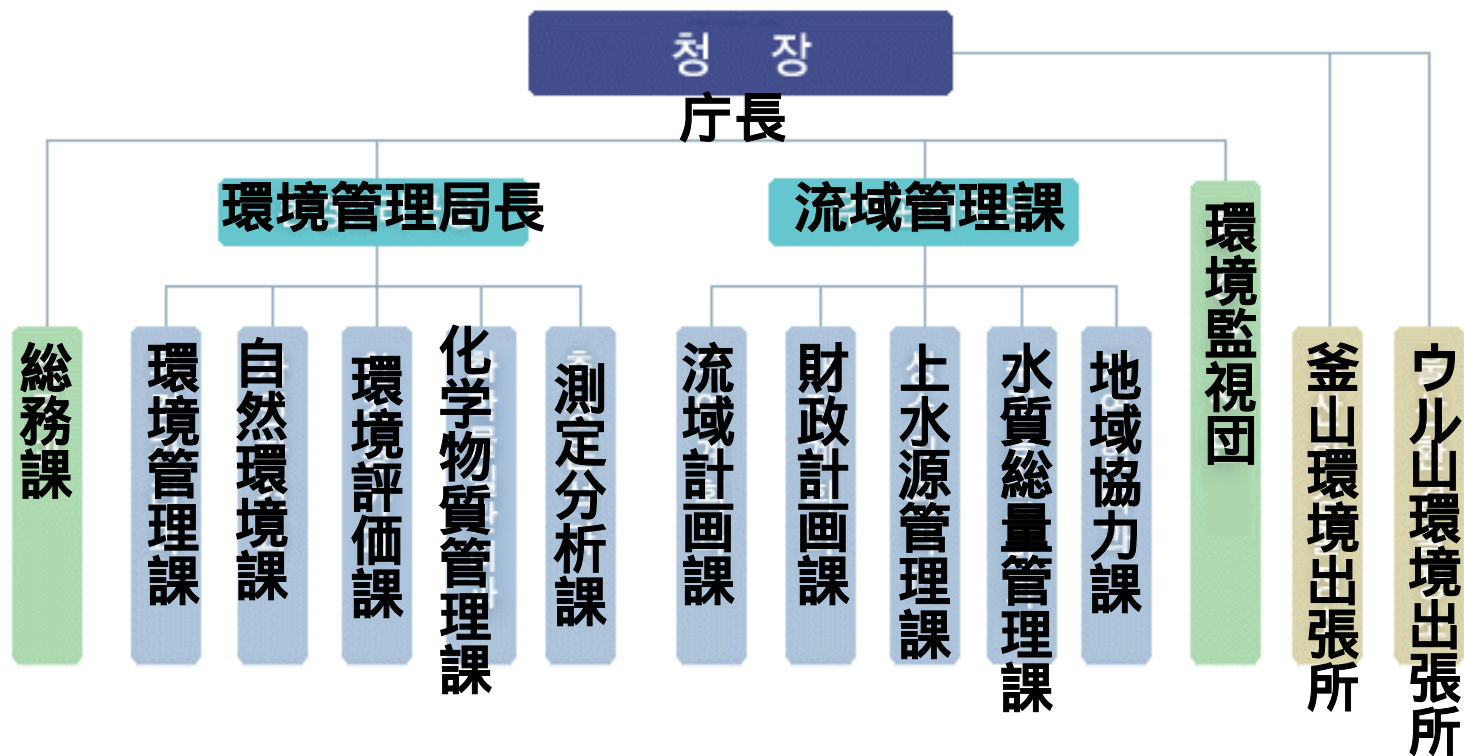 청 장
庁長
環境管理局長
流域管理課
総務課
環境管理課
自然環境課
環境評価課
化学物質管理課
測定分析課
流域計画課
財政計画課
上水源管理課
水質総量管理課
地域協力課
環境監視団
釜山環境出張所
ウル山環境出張所